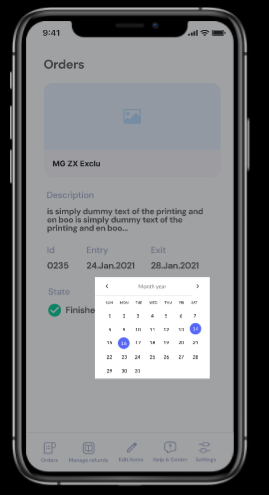 9:41
Orders
MG ZX Exclu
Description
is simply dummy text of the printing and
en boo is simply dummy text of the
printing and en boo...
Id Entry Exit
0235 24.Jan.2021 28.Jan.2021
State
Finishe
< Month year >
SUN MON TUE WED THU FRI SAT
1 2 3 4 5 6 7
8 9 10 11 12 13 14
15 16 17 18 19 20 21
22 23 24 25 26 27 28
29 30 31
Orders Manage returns Edit items Help & Center Settings